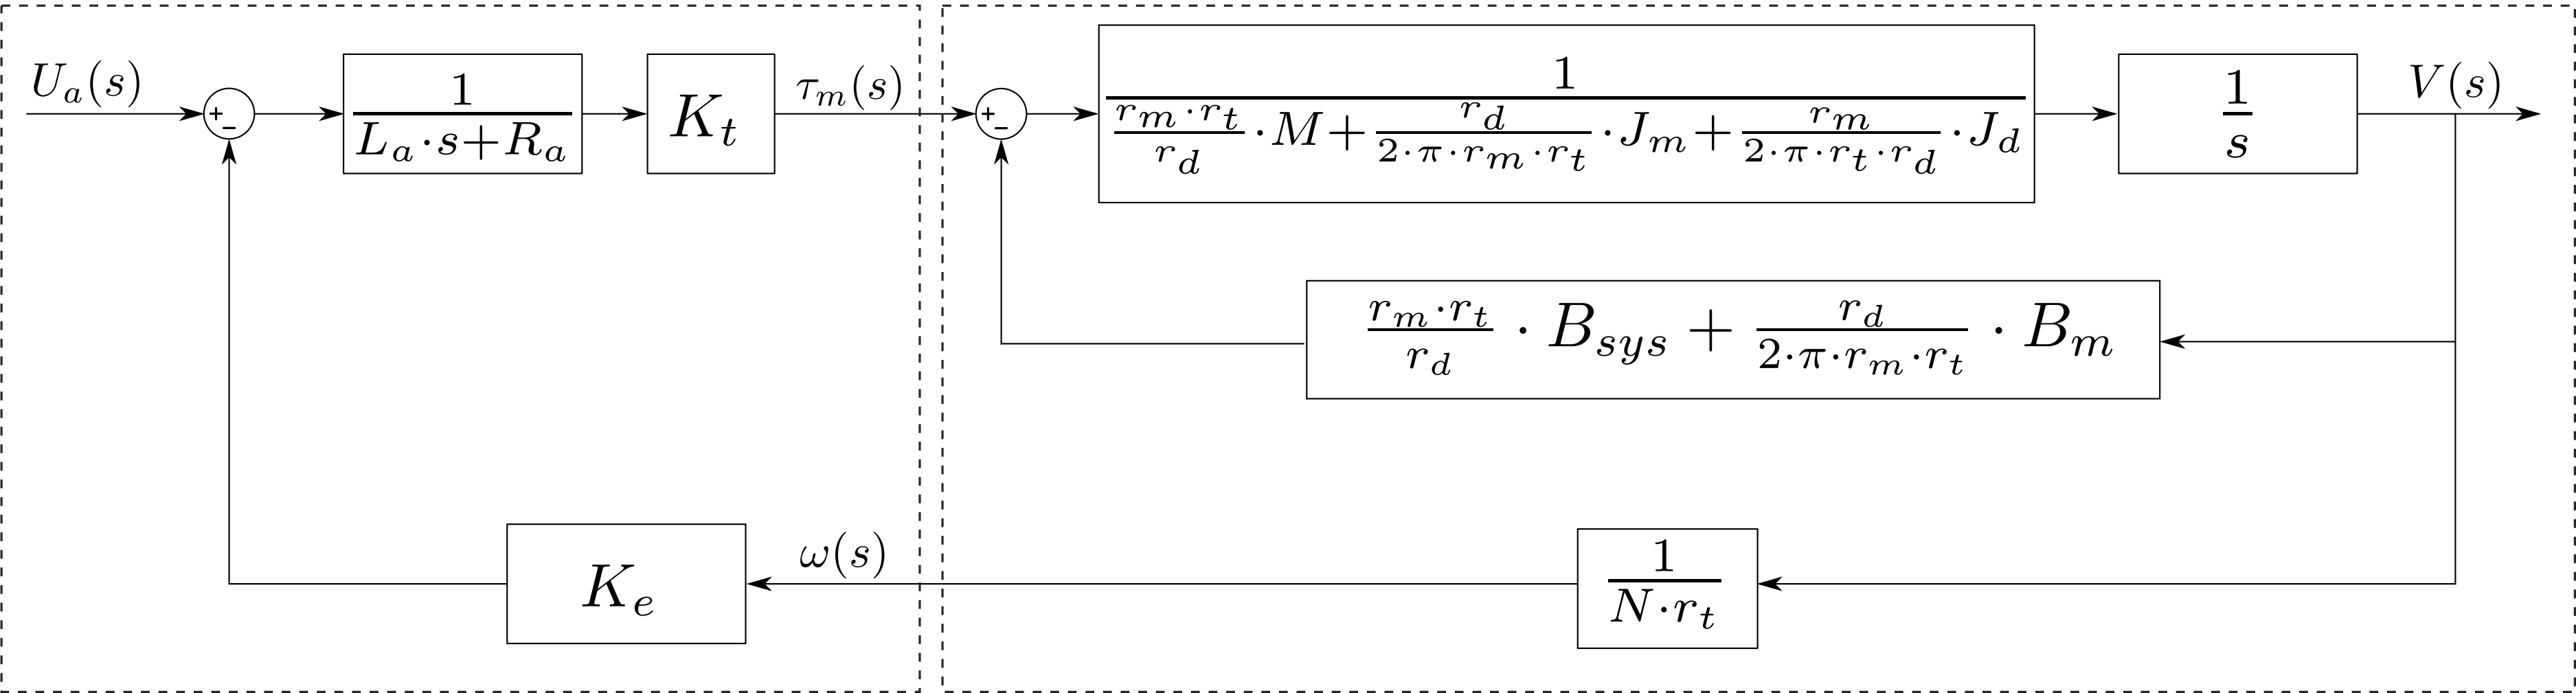 U_a(s)
+
−
1
L_a·s+R_a
K_t
τ_m(s)
+
−
1
r_m·r_t
r_d
·M+
r_d
2·π·r_m·r_t
·J_m+
r_m
2·π·r_t·r_d
·J_d
1
s
V(s)
r_m·r_t
r_d
· B_sys +
r_d
2·π·r_m·r_t
· B_m
K_e
ω(s)
1
N·r_t